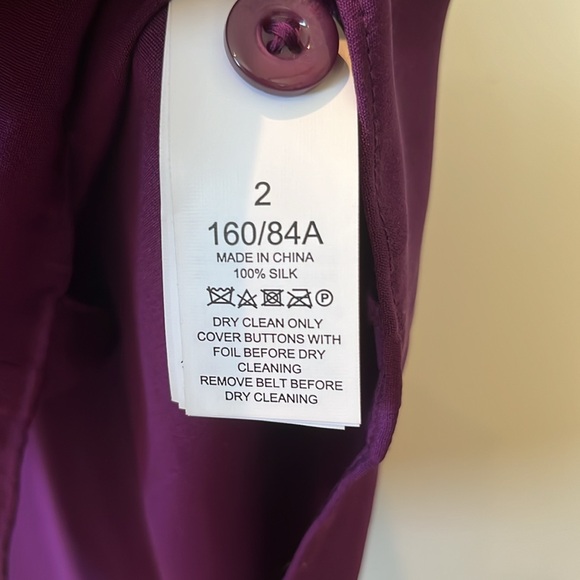 2
160/84A
MADE IN CHINA
100% SILK
P
DRY CLEAN ONLY
COVER BUTTONS WITH
FOIL BEFORE DRY
CLEANING
REMOVE BELT BEFORE
DRY CLEANING